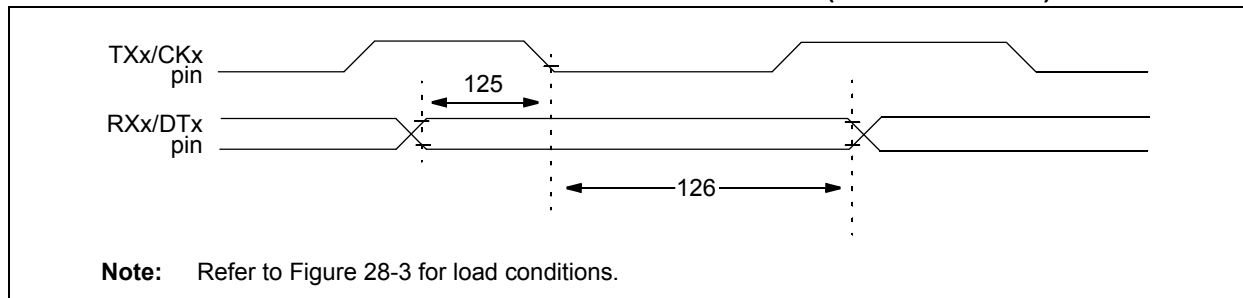 TXx/CKx
pin
125
RXx/DTx
pin
126
Note: Refer to Figure 28-3 for load conditions.